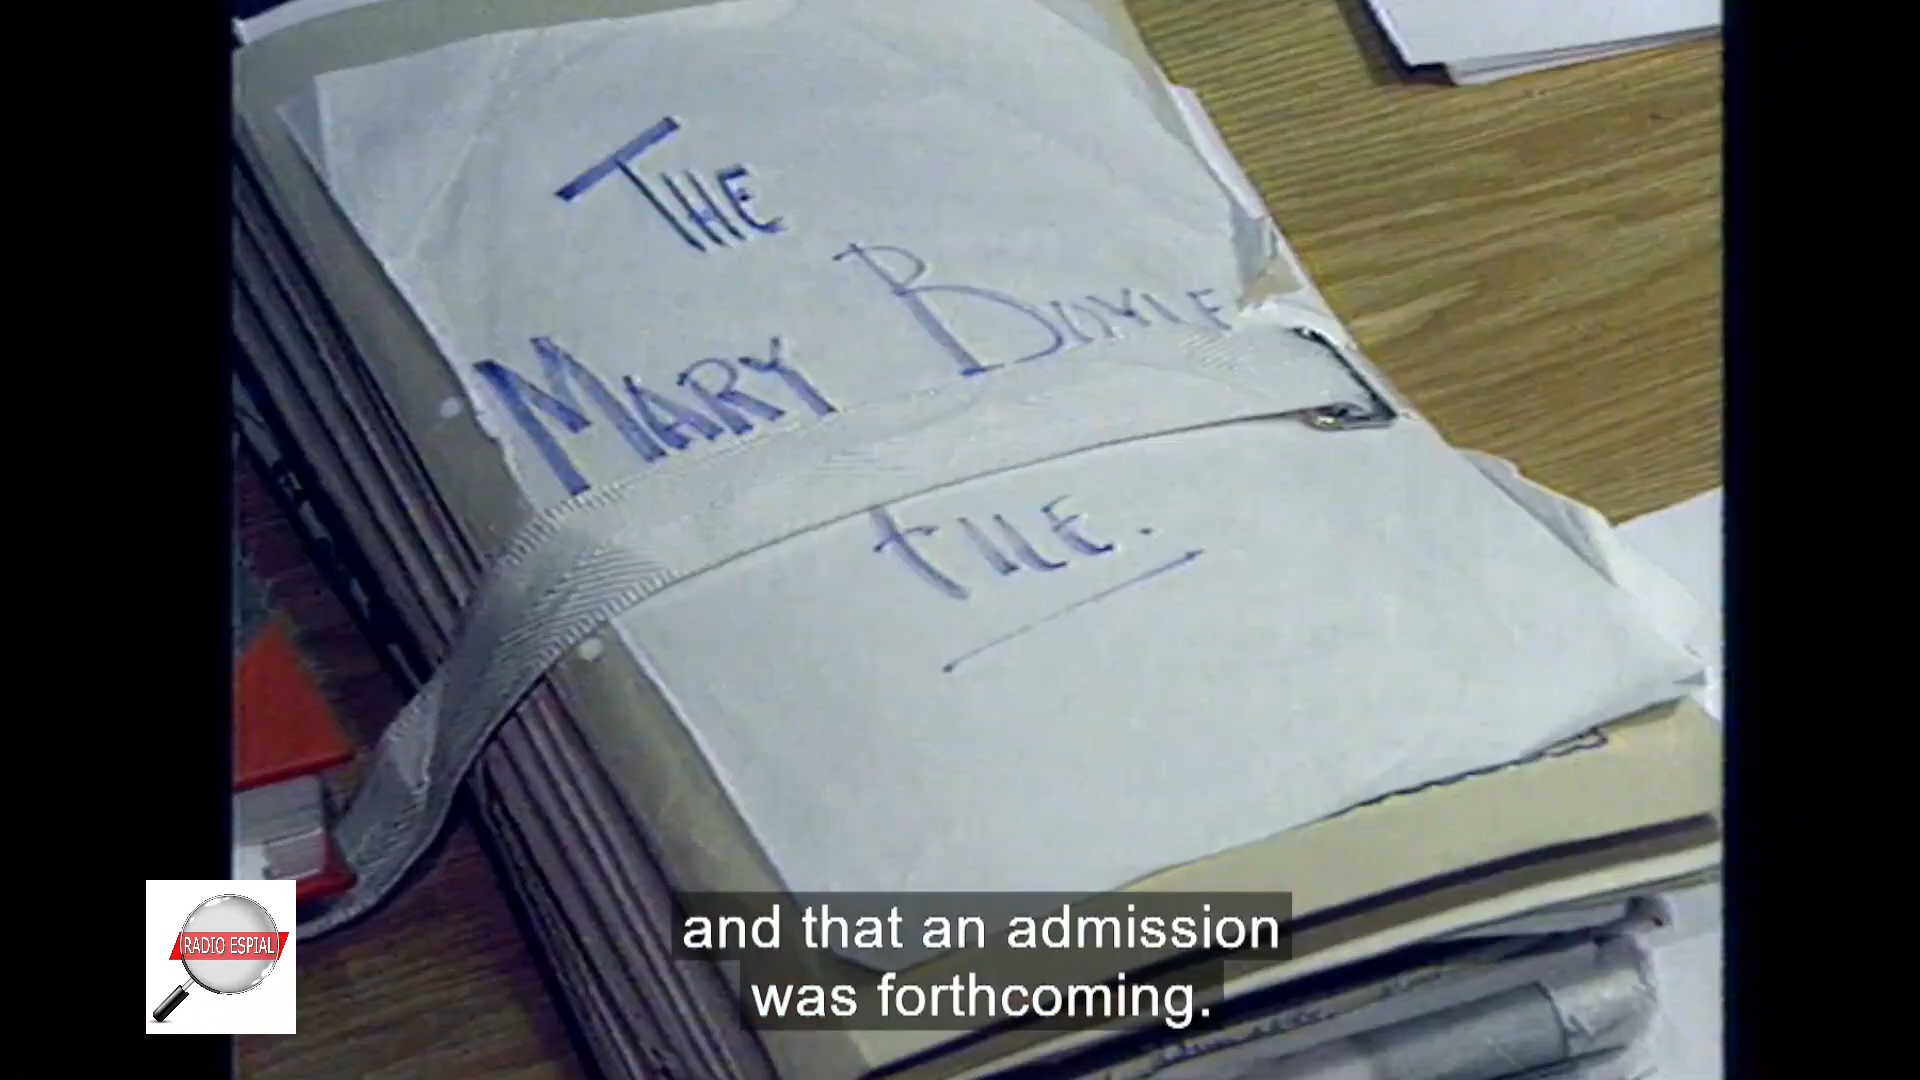 THE
MARY BOYLE
FILE.
RADIO ESPIAL
and that an admission
was forthcoming.